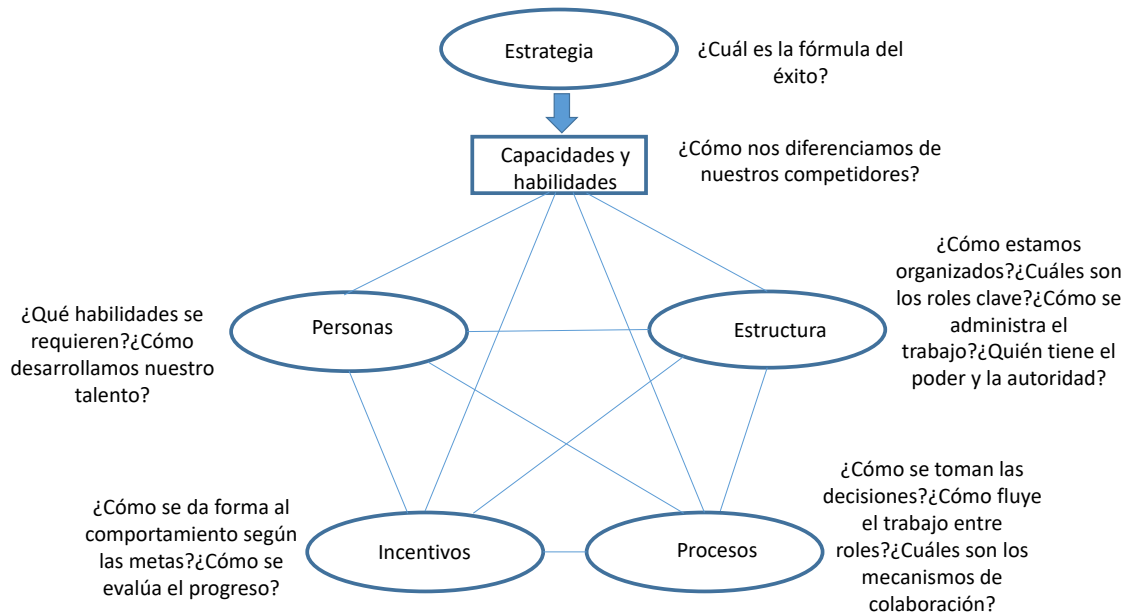 Estrategia
¿Cuál es la fórmula del
éxito?
Capacidades y
habilidades
¿Cómo nos diferenciamos de
nuestros competidores?
¿Qué habilidades se
requieren?¿Cómo
desarrollamos nuestro
talento?
Personas
Estructura
¿Cómo estamos
organizados?¿Cuáles son
los roles clave?¿Cómo se
administra el
trabajo?¿Quién tiene el
poder y la autoridad?
¿Cómo se da forma al
comportamiento según
las metas?¿Cómo se
evalúa el progreso?
Incentivos
Procesos
¿Cómo se toman las
decisiones?¿Cómo fluye
el trabajo entre
roles?¿Cuáles son los
mecanismos de
colaboración?